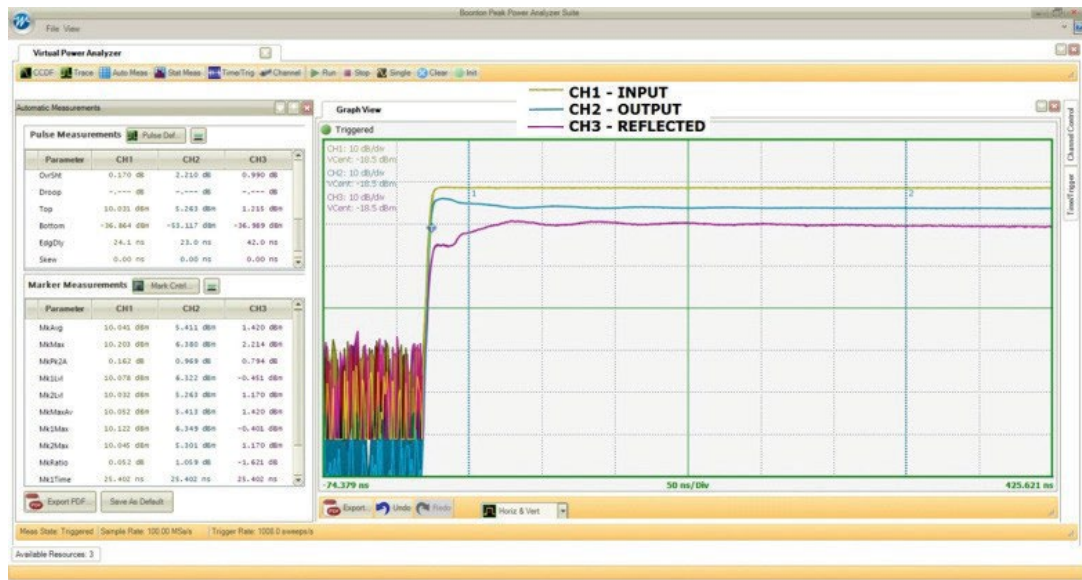 Boonton Peak Power Analyzer Suite
File View
Virtual Power Analyzer
CCDF Trace Auto Meas Stat Meas Time/Trig Channel Run Stop Single Clear Init
Automatic Measurements
Pulse Measurements Pulse Def...
Parameter CH1 CH2 CH3
OvrSht 0.170 dB 2.210 dB 0.990 dB
Droop -.--- dB -.--- dB -.--- dB
Top 10.031 dBm 5.263 dBm 1.215 dBm
Bottom -36.864 dBm -53.117 dBm -36.989 dBm
EdgDly 24.1 ns 23.0 ns 42.0 ns
Skew 0.00 ns 0.00 ns 0.00 ns
Marker Measurements Mark Cntrl...
Parameter CH1 CH2 CH3
MkAvg 10.041 dBm 5.411 dBm 1.420 dBm
MkMax 10.203 dBm 6.380 dBm 2.214 dBm
MkPk2A 0.162 dB 0.969 dB 0.794 dB
Mk1Lvl 10.078 dBm 6.322 dBm -0.451 dBm
Mk2Lvl 10.032 dBm 5.263 dBm 1.170 dBm
MkMaxAv 10.052 dBm 5.413 dBm 1.420 dBm
Mk1Max 10.122 dBm 6.349 dBm -0.401 dBm
Mk2Max 10.045 dBm 5.301 dBm 1.170 dBm
MkRatio 0.052 dB 1.059 dB -1.621 dB
Mk1Time 25.402 ns 25.402 ns 25.402 ns
Export PDF... Save As Default
Graph View
CH1 - INPUT
CH2 - OUTPUT
CH3 - REFLECTED
Triggered
CH1: 10 dB/div
VCent: -18.5 dBm
CH2: 10 dB/div
VCent: -18.5 dBm
CH3: 10 dB/div
VCent: -18.5 dBm
1
2
-74.379 ns 50 ns/Div 425.621 ns
Export... Undo Redo Horiz & Vert
Channel Control
Time/Trigger
Meas State: Triggered Sample Rate: 100.00 MSa/s Trigger Rate: 1008.0 sweeps/s
Available Resources: 3